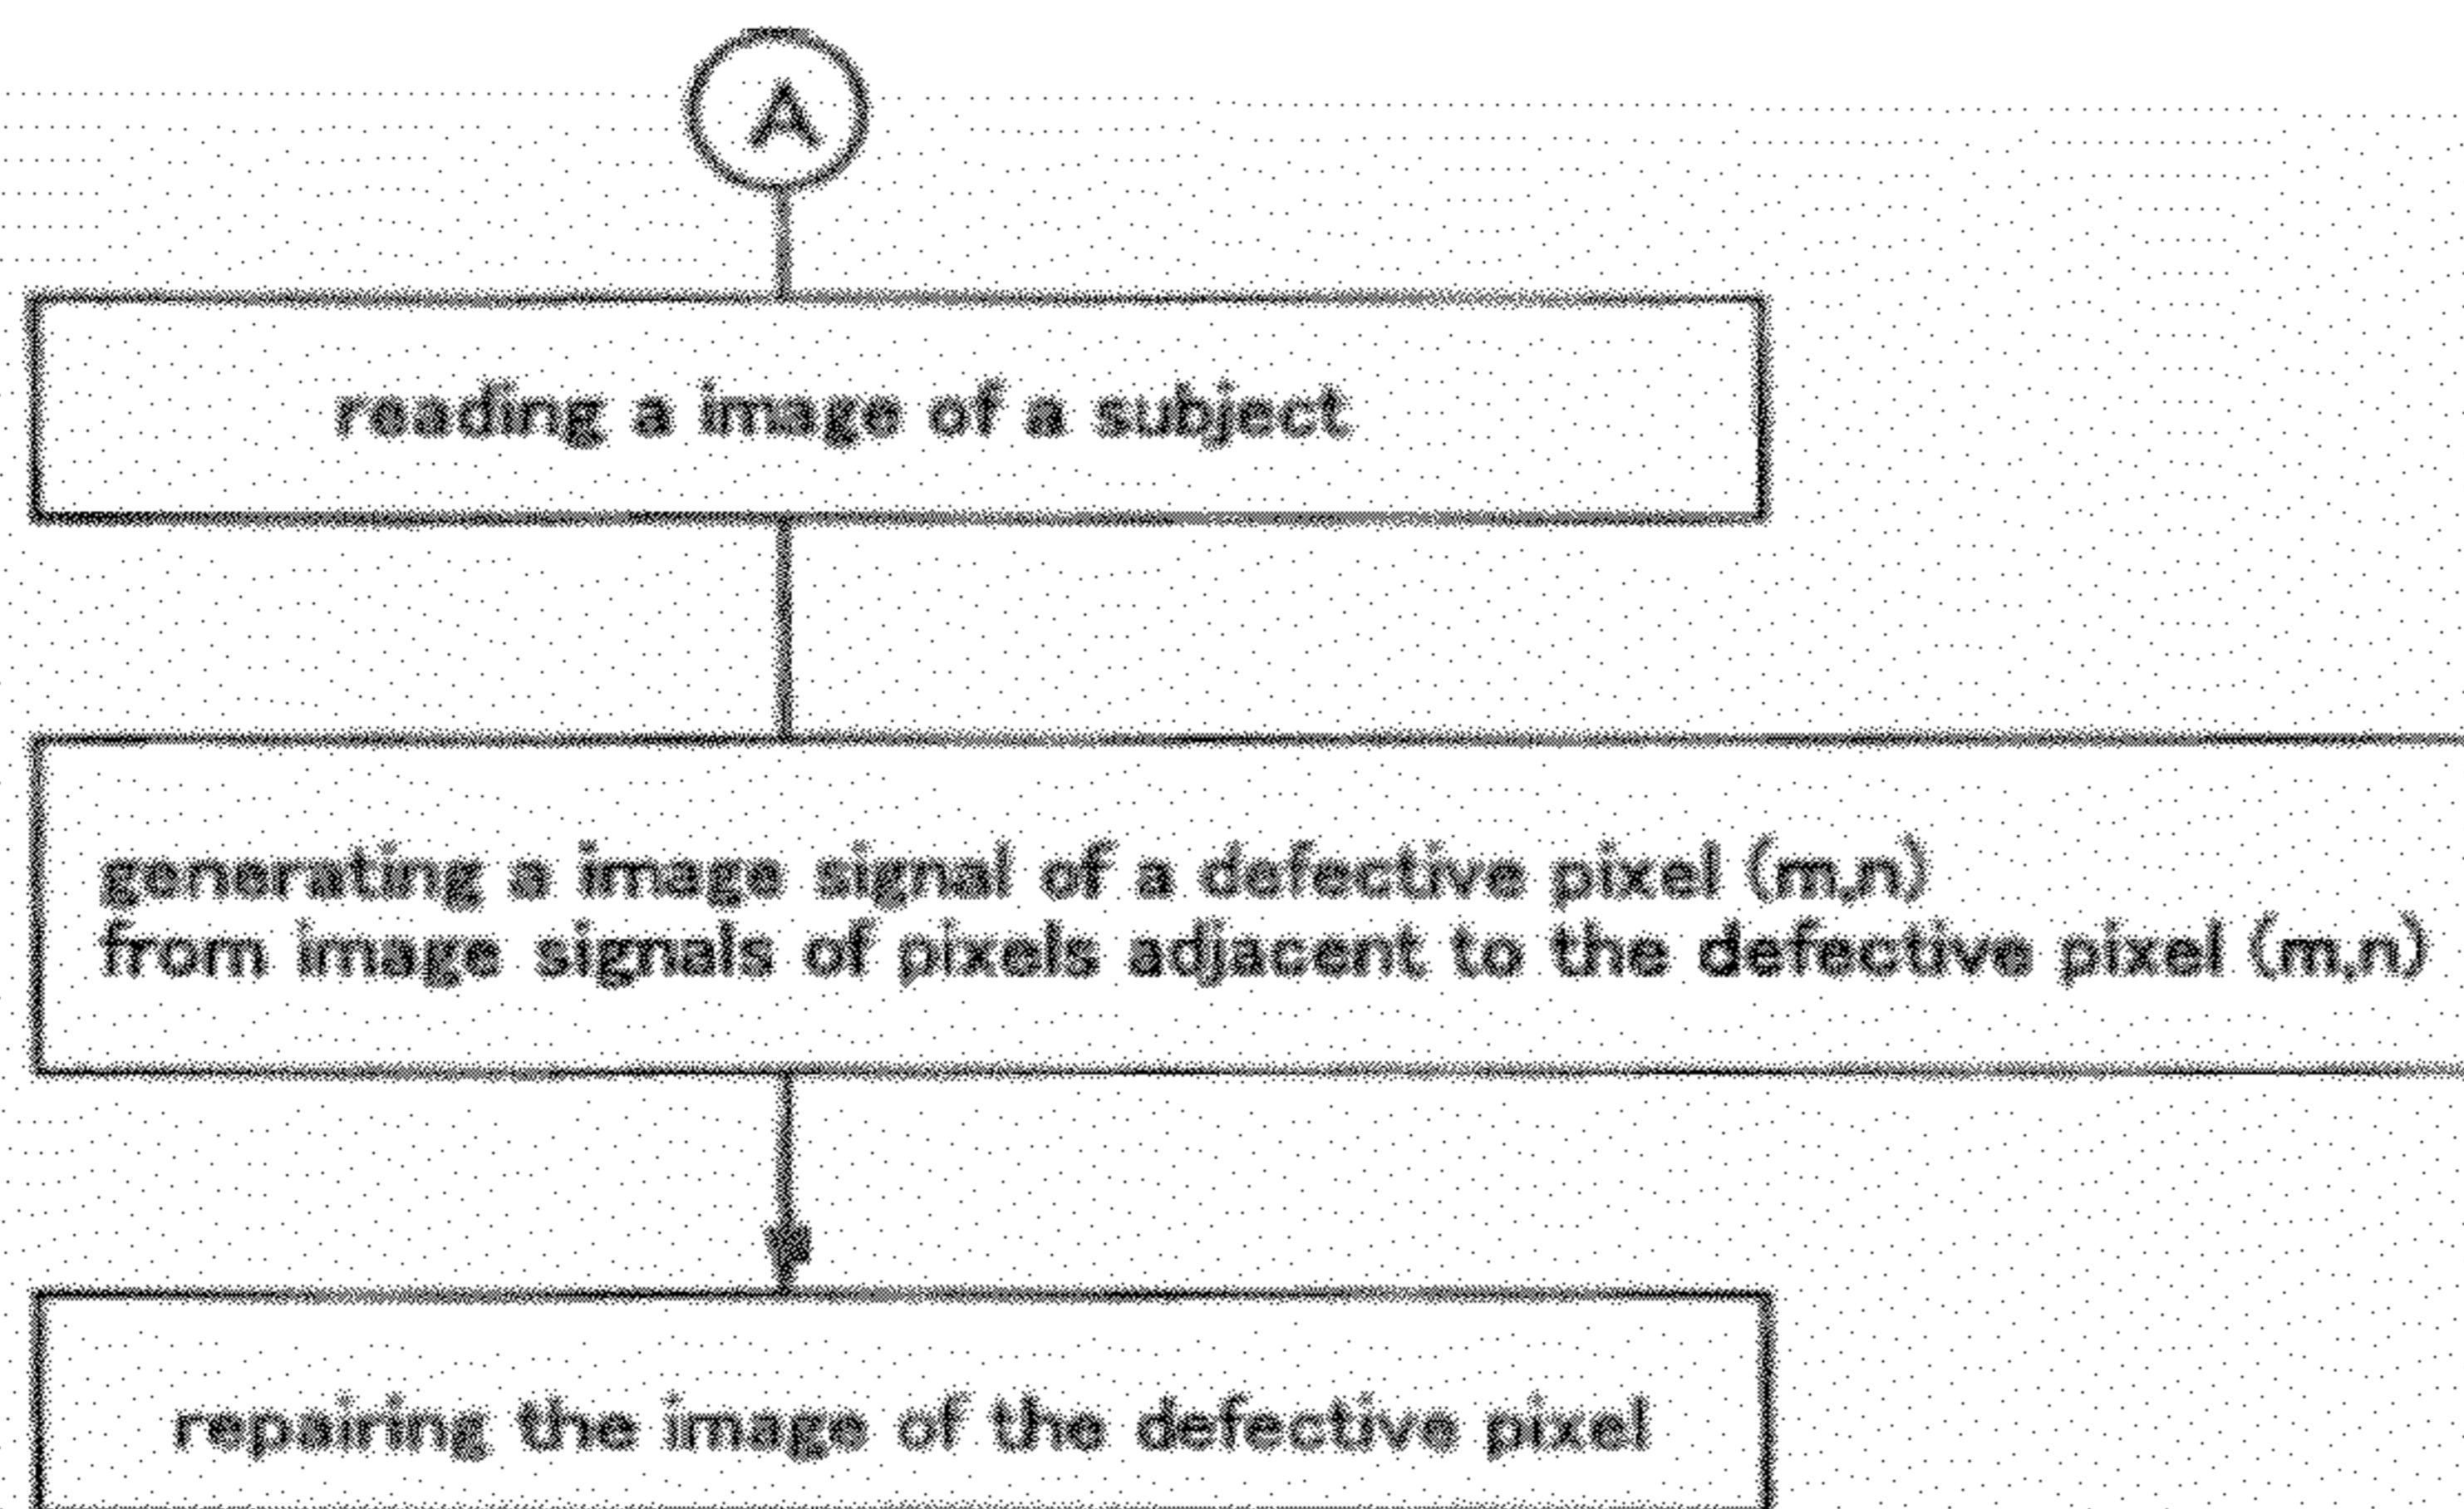 A
reading a image of a subject
generating a image signal of a defective pixel (m,n)
from image signals of pixels adjacent to the defective pixel (m,n)
repairing the image of the defective pixel